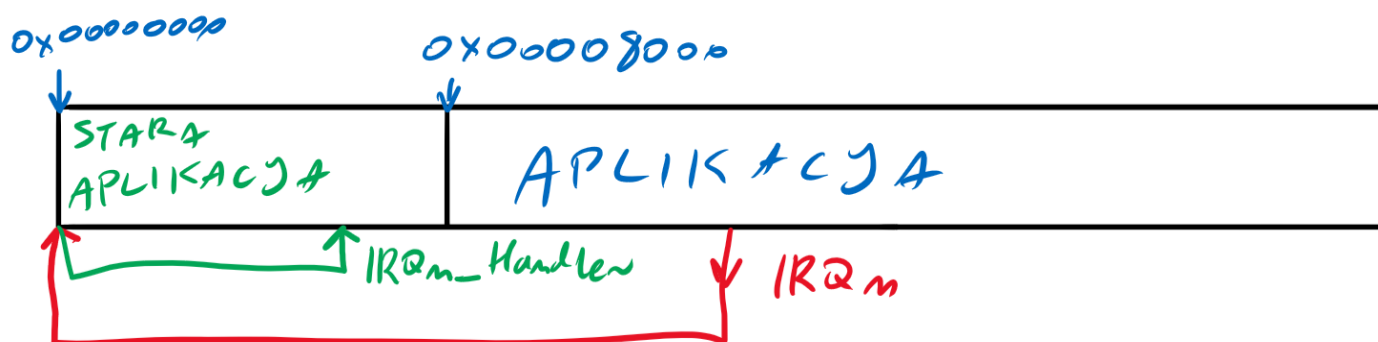 0x00000000
0x00008000
STARA
APLIKACJA
APLIKACJA
IRQn_Handler
IRQn